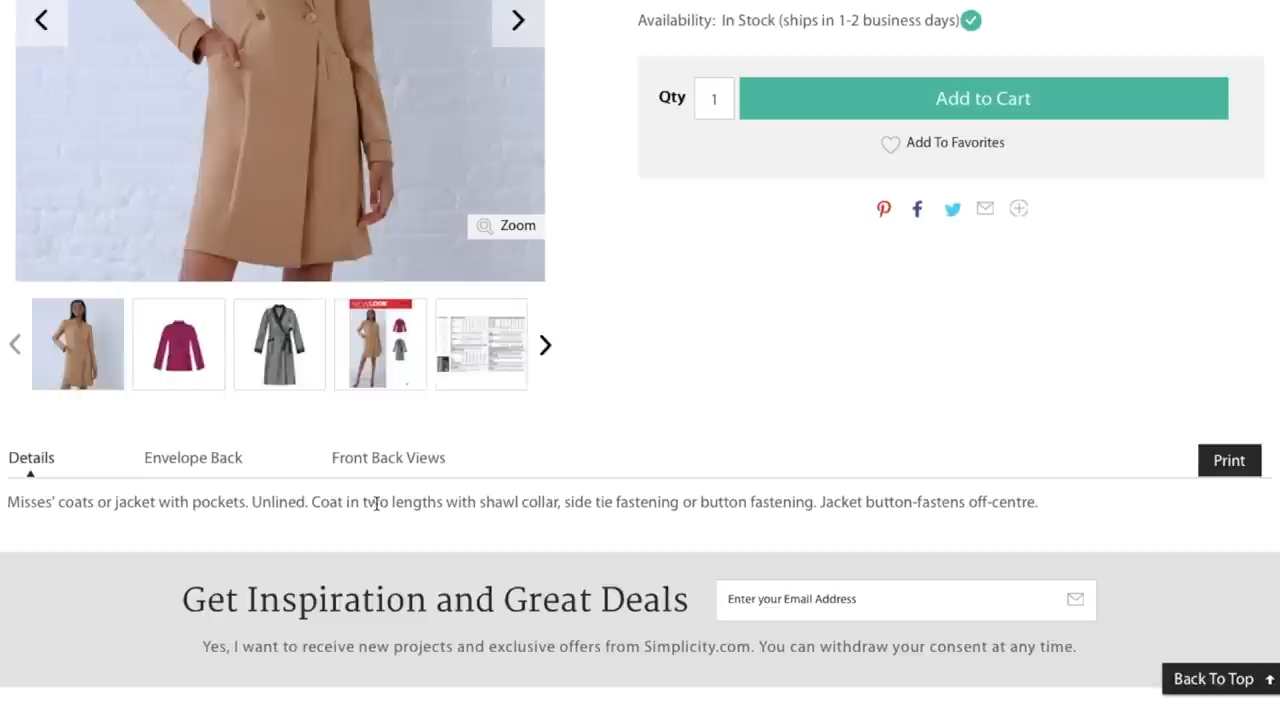 Availability: In Stock (ships in 1-2 business days)
Qty 1 Add to Cart
Add To Favorites
Zoom
NEW LOOK
Details Envelope Back Front Back Views Print
Misses' coats or jacket with pockets. Unlined. Coat in two lengths with shawl collar, side tie fastening or button fastening. Jacket button-fastens off-centre.
Get Inspiration and Great Deals
Enter your Email Address
Yes, I want to receive new projects and exclusive offers from Simplicity.com. You can withdraw your consent at any time.
Back To Top